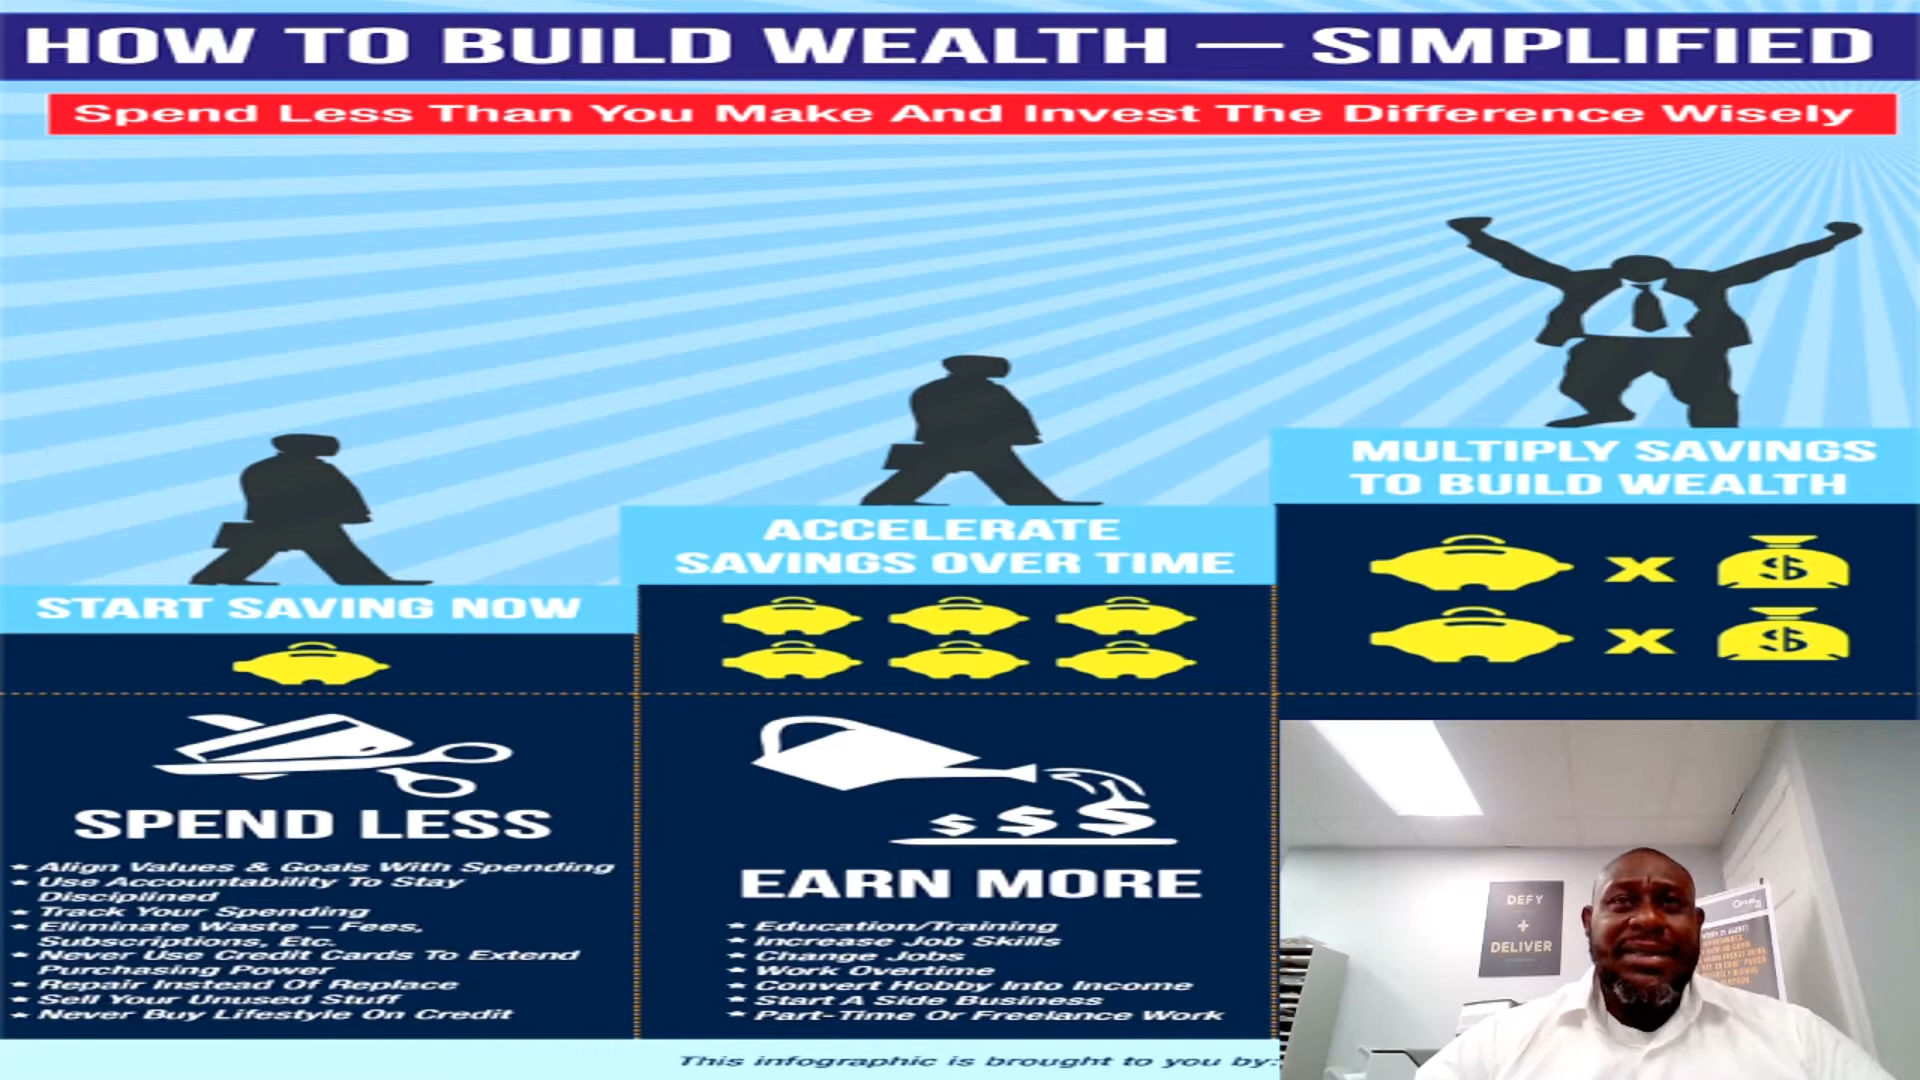 HOW TO BUILD WEALTH — SIMPLIFIED
Spend Less Than You Make And Invest The Difference Wisely
START SAVING NOW
SPEND LESS
★ Align Values & Goals With Spending
★ Use Accountability To Stay
Disciplined
★ Track Your Spending
★ Eliminate Waste – Fees,
Subscriptions, Etc.
★ Never Use Credit Cards To Extend
Purchasing Power
★ Repair Instead Of Replace
★ Sell Your Unused Stuff
★ Never Buy Lifestyle On Credit
ACCELERATE
SAVINGS OVER TIME
EARN MORE
★ Education/Training
★ Increase Job Skills
★ Change Jobs
★ Work Overtime
★ Convert Hobby Into Income
★ Start A Side Business
★ Part-Time Or Freelance Work
MULTIPLY SAVINGS
TO BUILD WEALTH
x $
x $
$$$
DEFY
+
DELIVER
This infographic is brought to you by: